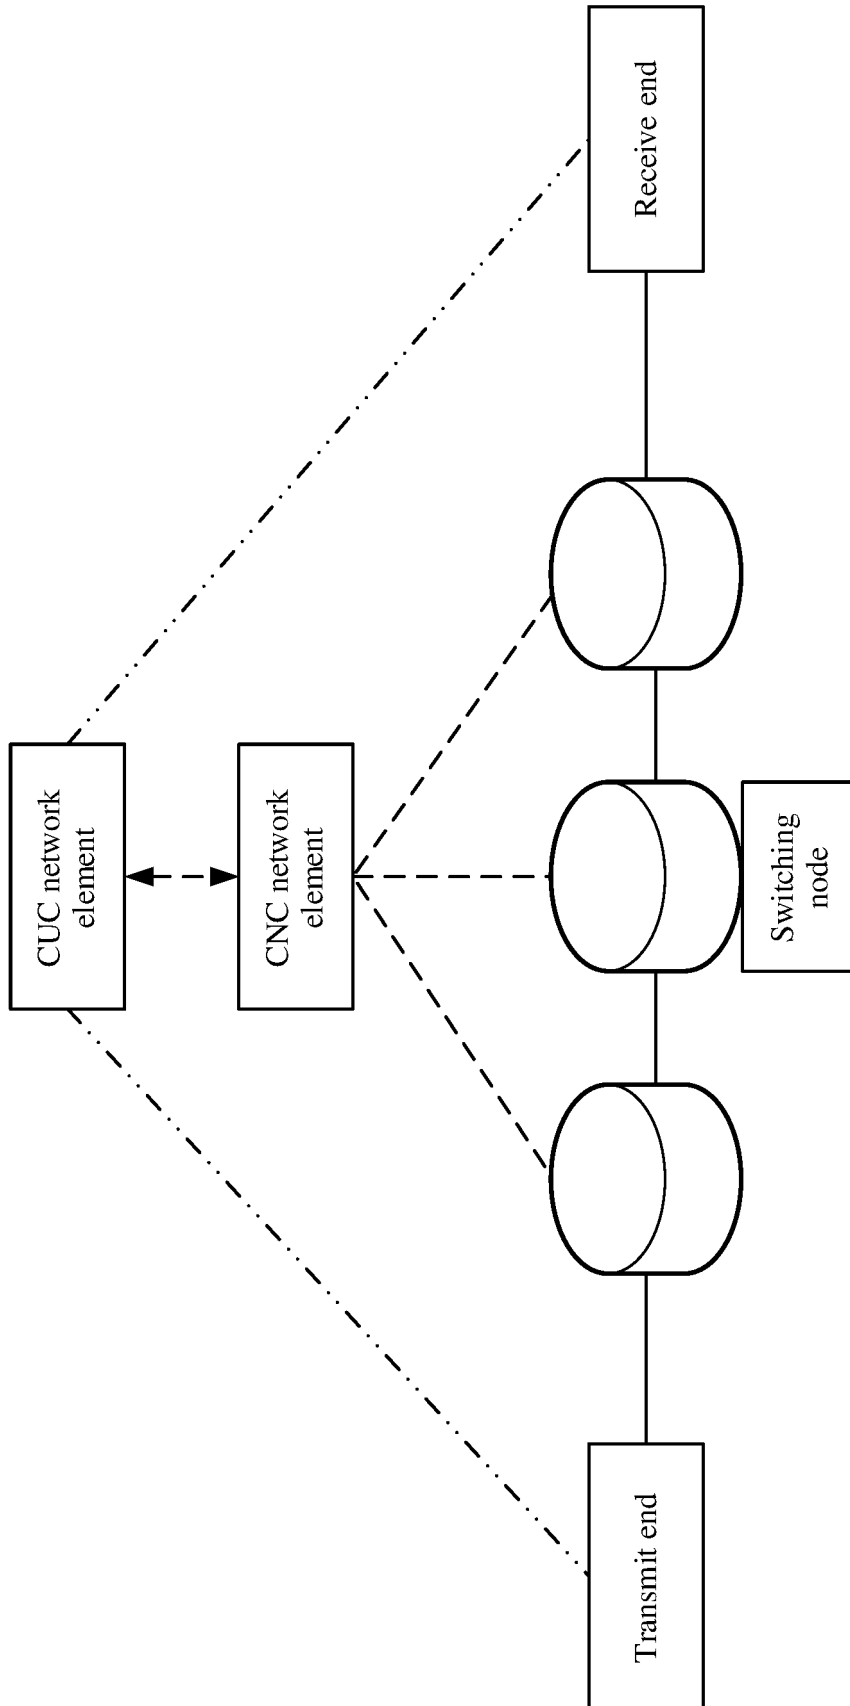 CUC network
element
CNC network
element
Transmit end
Switching
node
Receive end